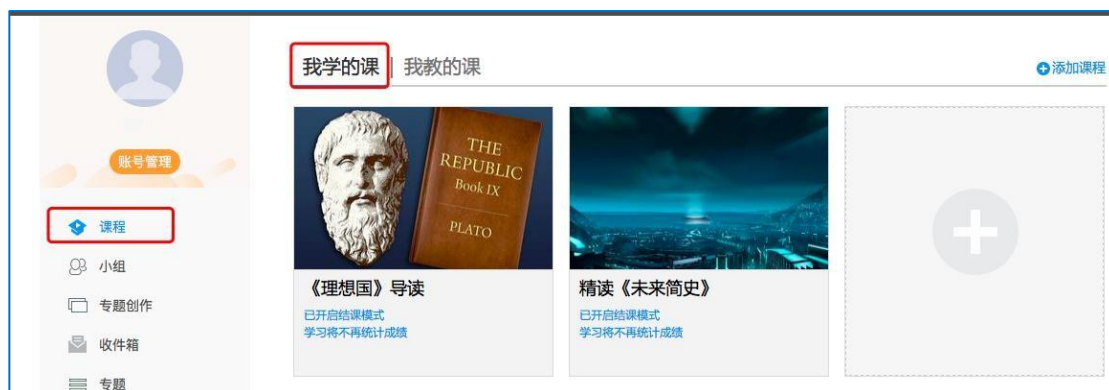 账号管理
课程
小组
专题创作
收件箱
专题
我学的课 | 我教的课
添加课程
THE
REPUBLIC
Book IX
PLATO
《理想国》导读
已开启结课模式
学习将不再统计成绩
精读《未来简史》
已开启结课模式
学习将不再统计成绩